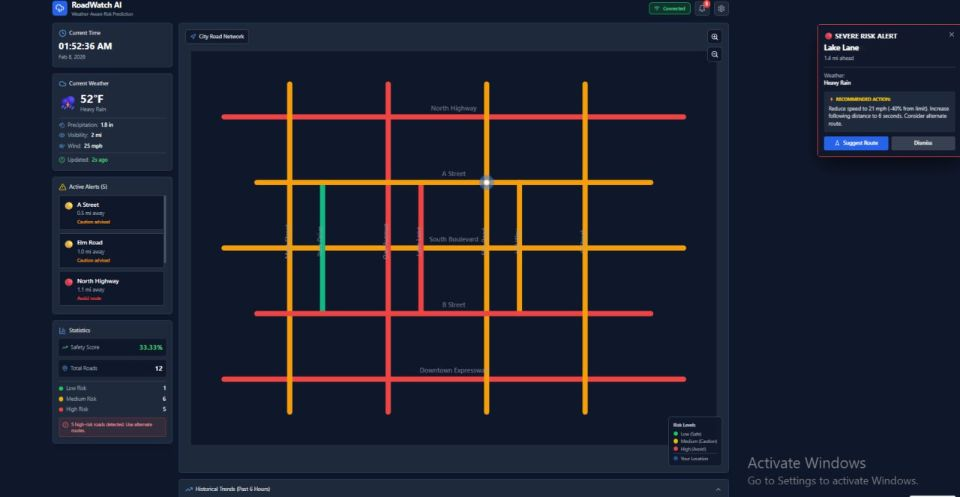 RoadWatch AI
Weather-Aware Risk Prediction
Connected
Current Time
01:52:36 AM
Feb 8, 2026
Current Weather
52°F
Heavy Rain
Precipitation: 1.8 in
Visibility: 2 mi
Wind: 25 mph
Updated: 2s ago
Active Alerts (5)
A Street
0.5 mi away
Caution advised
Elm Road
1.0 mi away
Caution advised
North Highway
1.1 mi away
Avoid route
Statistics
Safety Score 33.33%
Total Roads 12
Low Risk 1
Medium Risk 6
High Risk 5
5 high-risk roads detected. Use alternate
routes.
City Road Network
North Highway
A Street
South Boulevard
B Street
Downtown Expressway
Risk Levels
Low (Safe)
Medium (Caution)
High (Avoid)
Your Location
Historical Trends (Past 6 Hours)
SEVERE RISK ALERT
Lake Lane
1.4 mi ahead
Weather:
Heavy Rain
RECOMMENDED ACTION:
Reduce speed to 21 mph (-40% from limit). Increase
following distance to 6 seconds. Consider alternate
route.
Suggest Route
Dismiss
Activate Windows
Go to Settings to activate Windows.